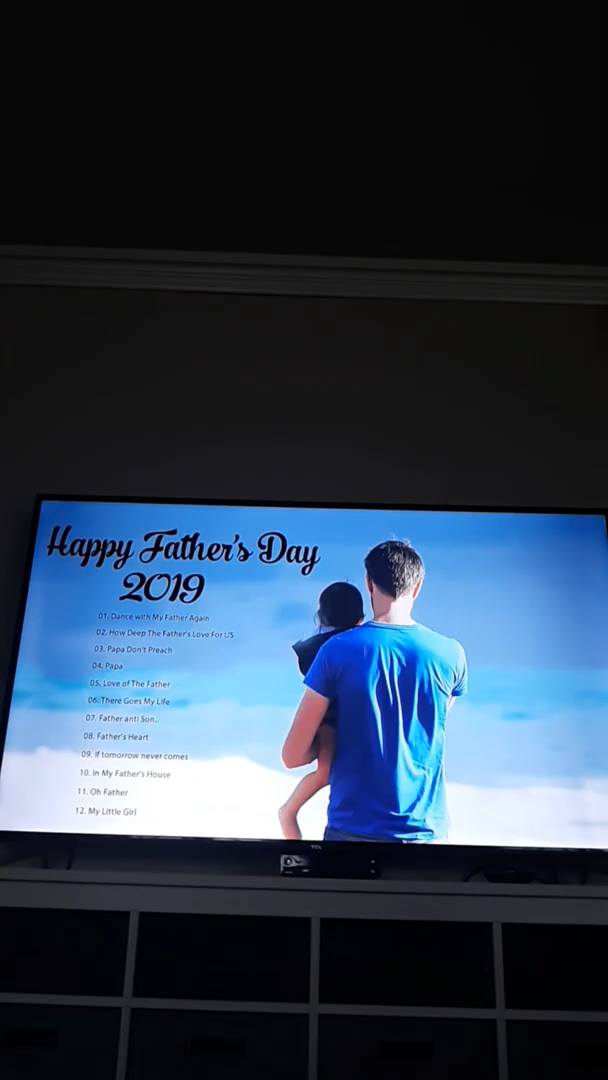 Happy Father's Day
2019
01. Dance with My Father Again
02. How Deep The Father's Love For US
03. Papa Don't Preach
04. Papa
05. Love of The Father
06. There Goes My Life
07. Father anti Son..
08. Father's Heart
09. If tomorrow never comes
10. In My Father's House
11. Oh Father
12. My Little Girl
TCL